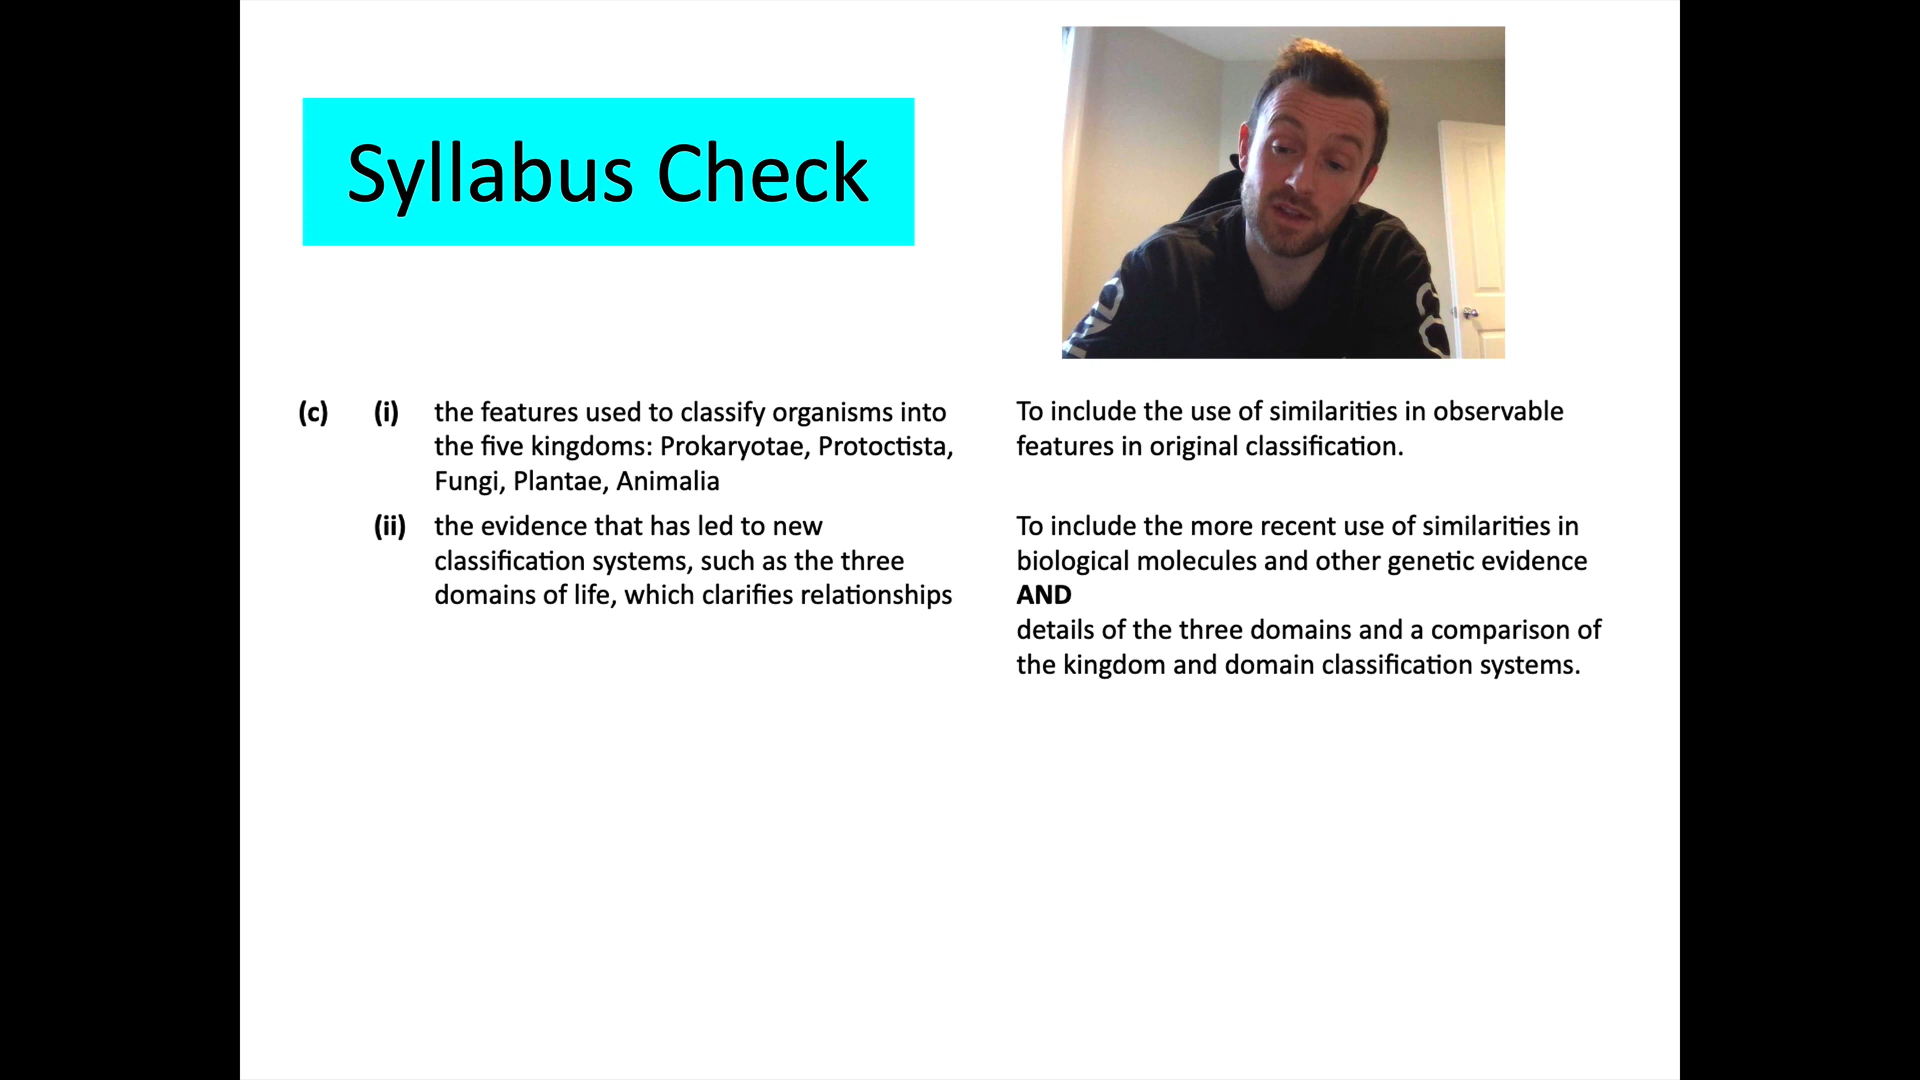 Syllabus Check
(c) (i) the features used to classify organisms into
the five kingdoms: Prokaryotae, Protoctista,
Fungi, Plantae, Animalia
To include the use of similarities in observable
features in original classification.
(ii) the evidence that has led to new
classification systems, such as the three
domains of life, which clarifies relationships
To include the more recent use of similarities in
biological molecules and other genetic evidence
AND
details of the three domains and a comparison of
the kingdom and domain classification systems.